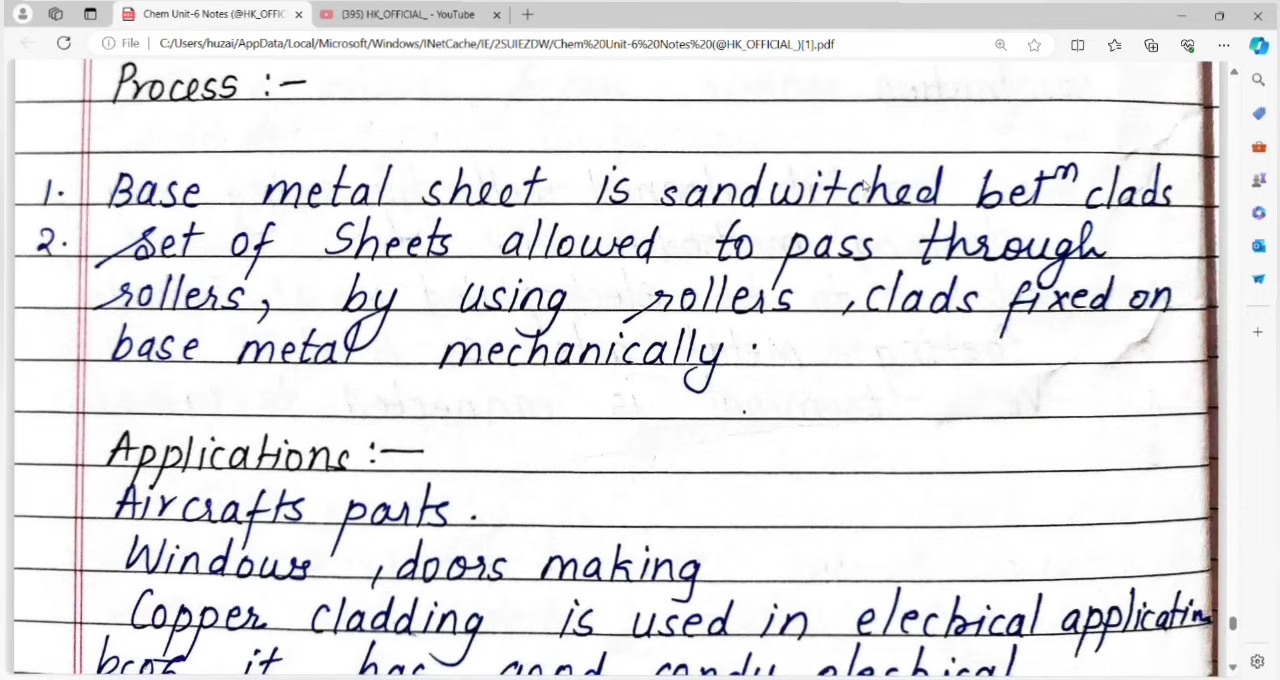 Chem Unit-6 Notes (@HK_OFFIC
(395) HK_OFFICIAL_ - YouTube
File
C:/Users/huzai/AppData/Local/Microsoft/Windows/INetCache/IE/2SUIEZDW/Chem%20Unit-6%20Notes%20(@HK_OFFICIAL_)[1].pdf
Process :-
1. Base metal sheet is sandwitched betⁿ clads
2. Set of Sheets allowed to pass through
rollers, by using rollers , clads fixed on
base metal mechanically .
Applications :-
Aircrafts parts .
Windows , doors making
Copper cladding is used in electrical application
it has good